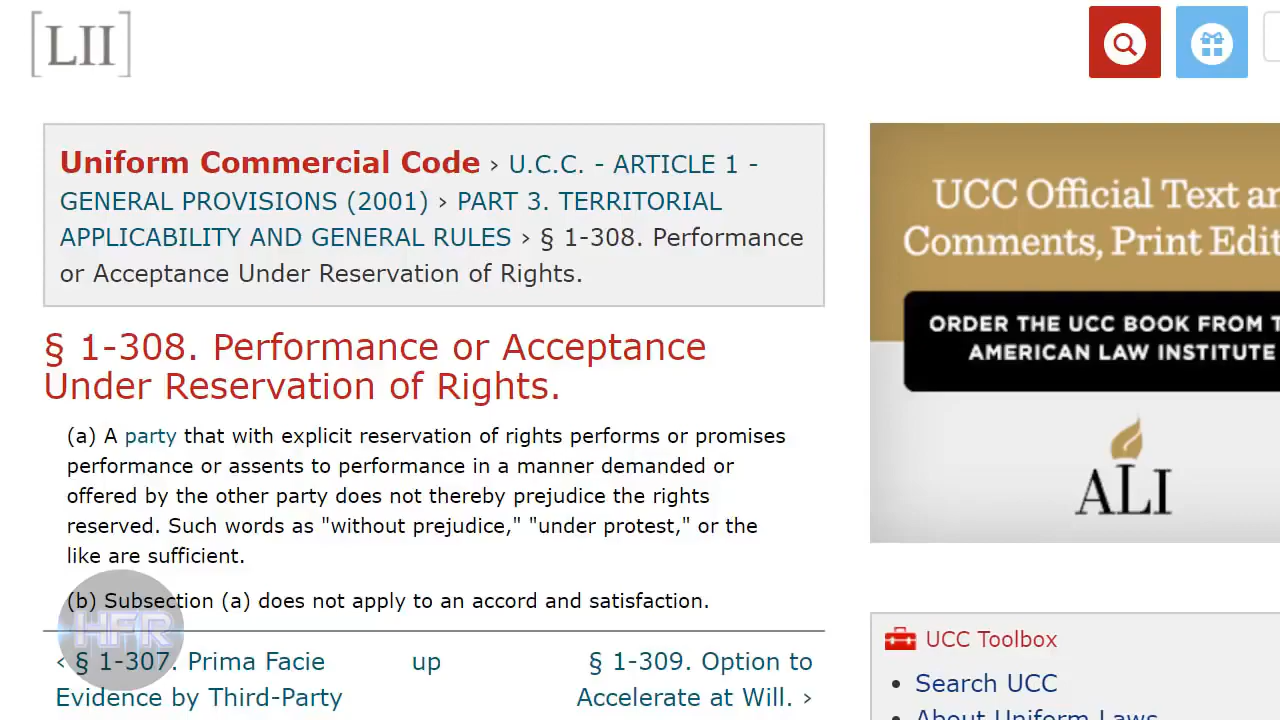 [LII]
Uniform Commercial Code › U.C.C. - ARTICLE 1 -
GENERAL PROVISIONS (2001) › PART 3. TERRITORIAL
APPLICABILITY AND GENERAL RULES › § 1-308. Performance
or Acceptance Under Reservation of Rights.
§ 1-308. Performance or Acceptance
Under Reservation of Rights.
(a) A party that with explicit reservation of rights performs or promises
performance or assents to performance in a manner demanded or
offered by the other party does not thereby prejudice the rights
reserved. Such words as "without prejudice," "under protest," or the
like are sufficient.
(b) Subsection (a) does not apply to an accord and satisfaction.
HFR
‹ § 1-307. Prima Facie
Evidence by Third-Party
up
§ 1-309. Option to
Accelerate at Will. ›
UCC Official Text an
Comments, Print Edit
ORDER THE UCC BOOK FROM T
AMERICAN LAW INSTITUTE
ALI
UCC Toolbox
• Search UCC
• About Uniform Laws